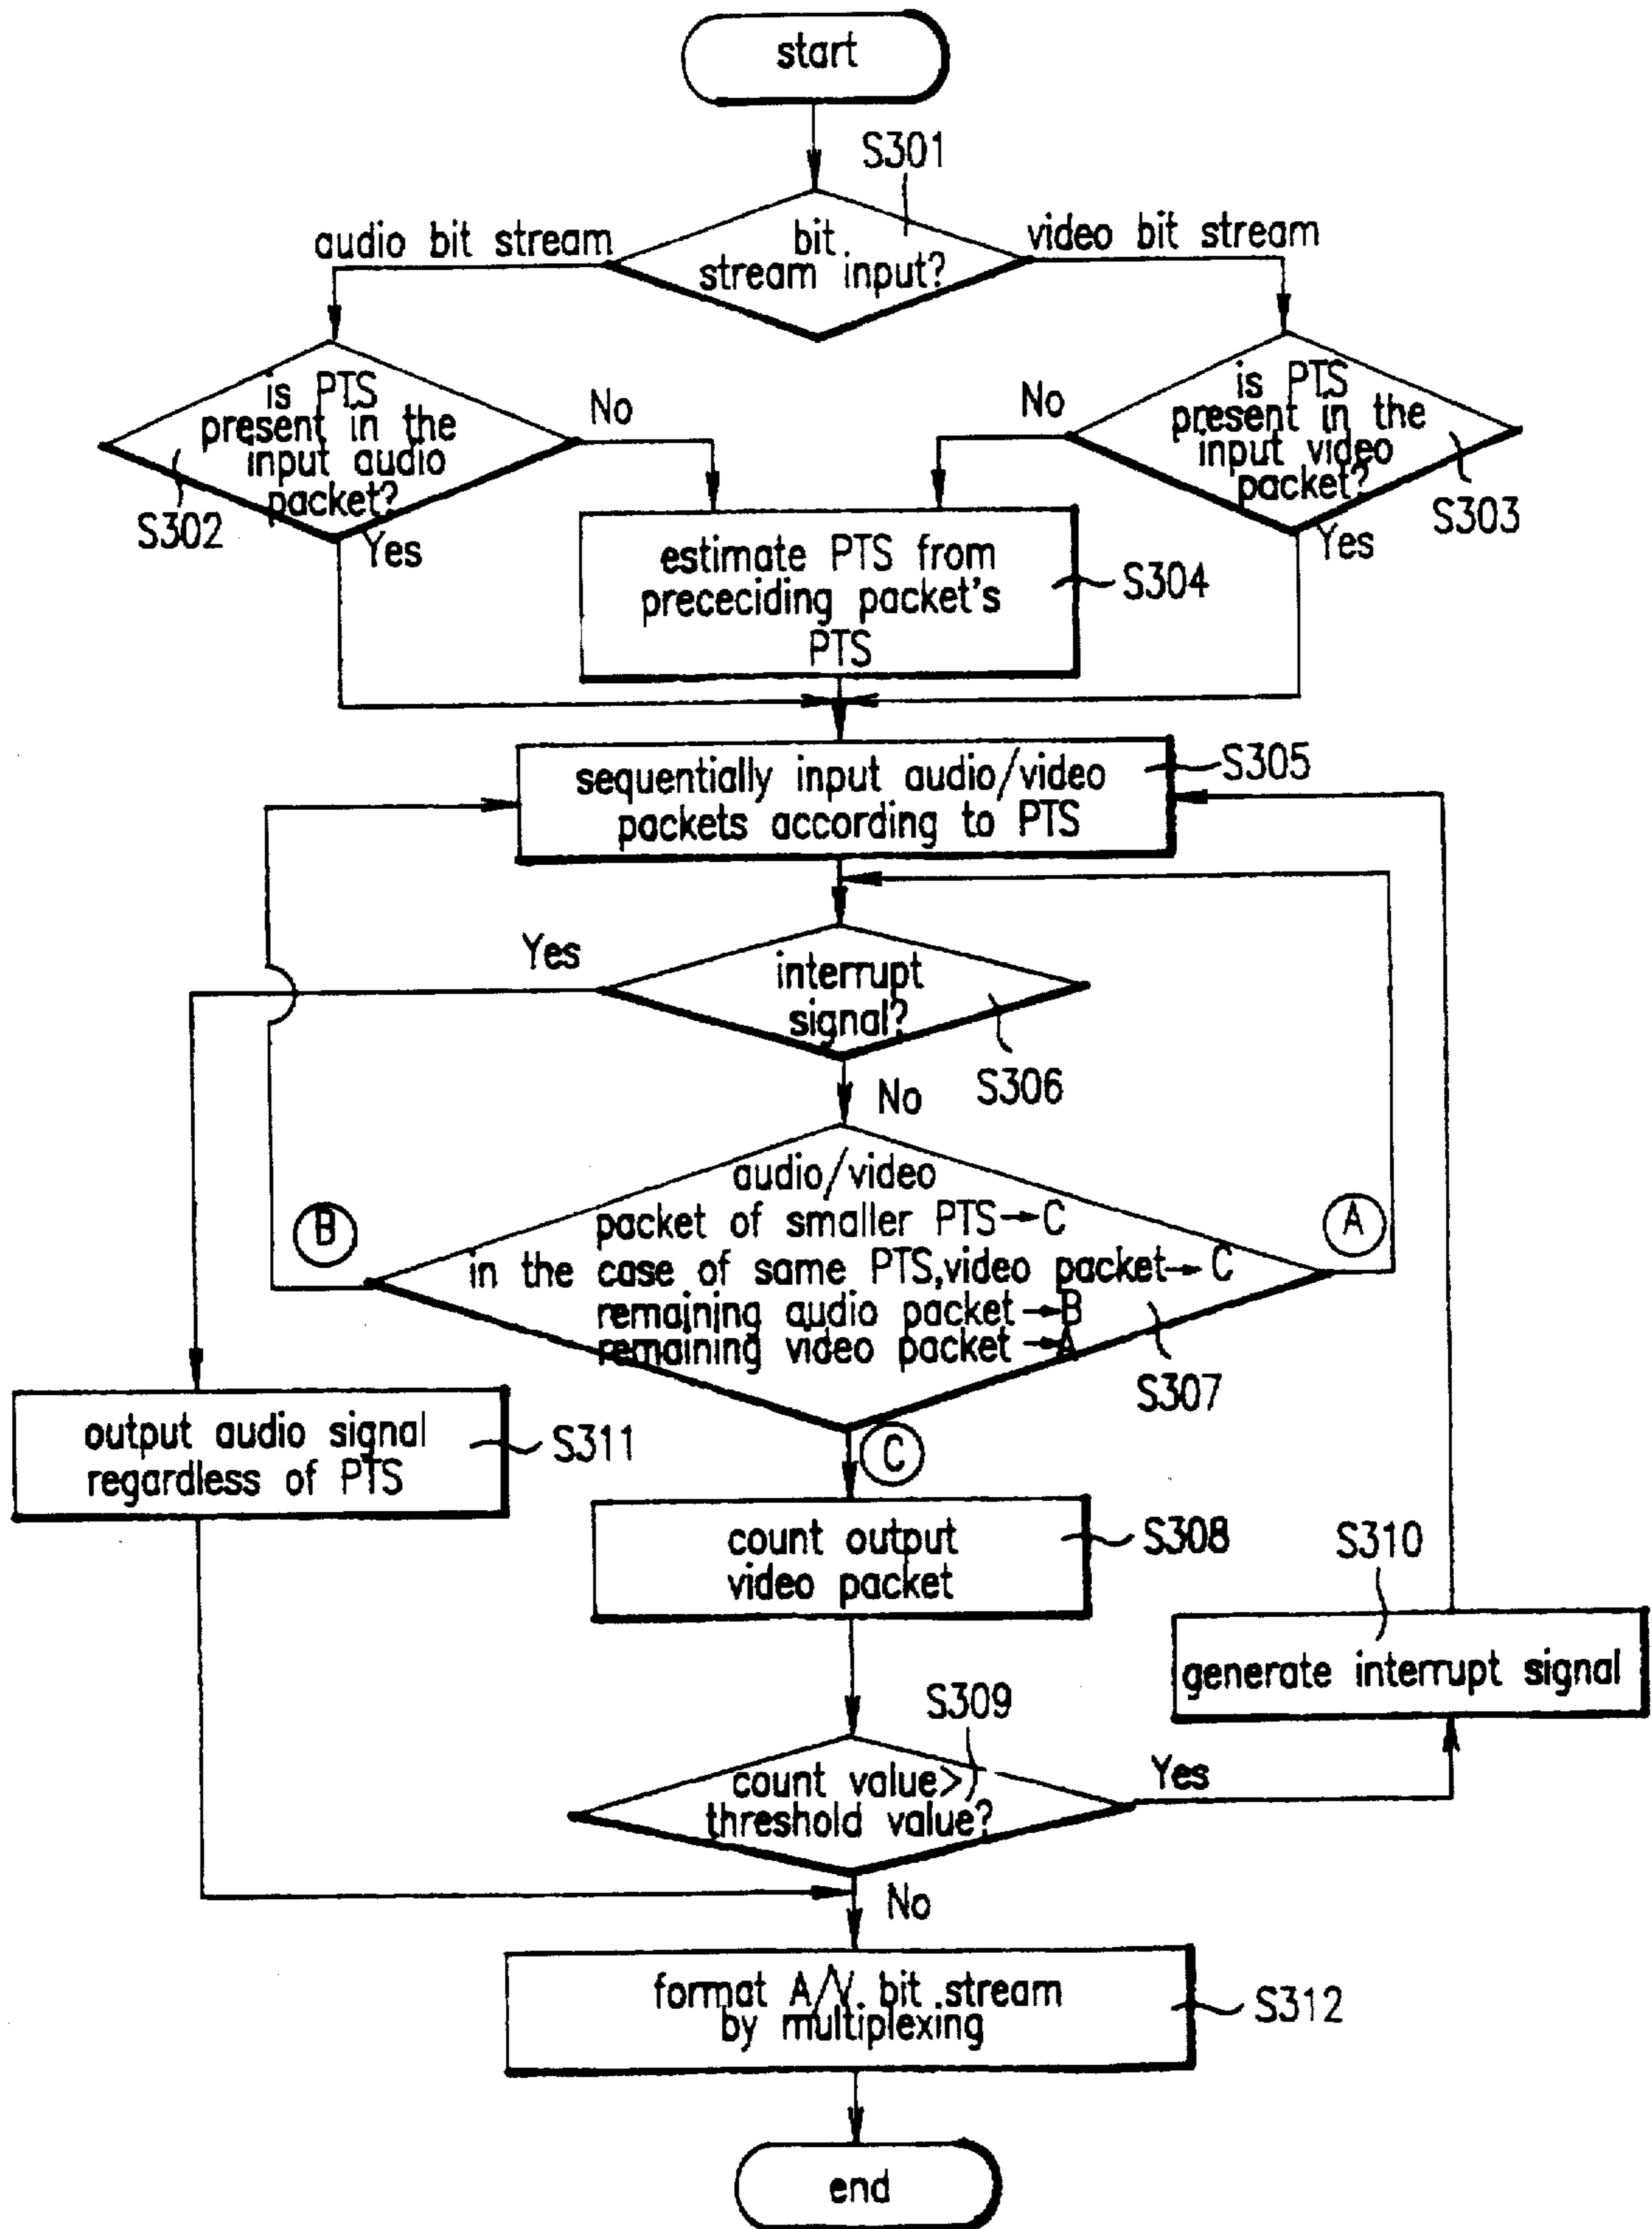 start
S301
audio bit stream
bit
stream input?
video bit stream
is PTS
present in the
input audio
packet?
S302
No
Yes
No
is PTS
present in the
input video
packet?
S303
Yes
estimate PTS from
prececiding packet's
PTS
S304
sequentially input audio/video
packets according to PTS
S305
Yes
interrupt
signal?
S306
No
B
audio/video
packet of smaller PTS→C
in the case of same PTS,video packet→C
remaining audio packet→B
remaining video packet→A
A
S307
C
output audio signal
regardless of PTS
S311
count output
video packet
S308
S310
generate interrupt signal
S309
count value>
threshold value?
Yes
No
format A/V. bit .stream
by multiplexing
S312
end